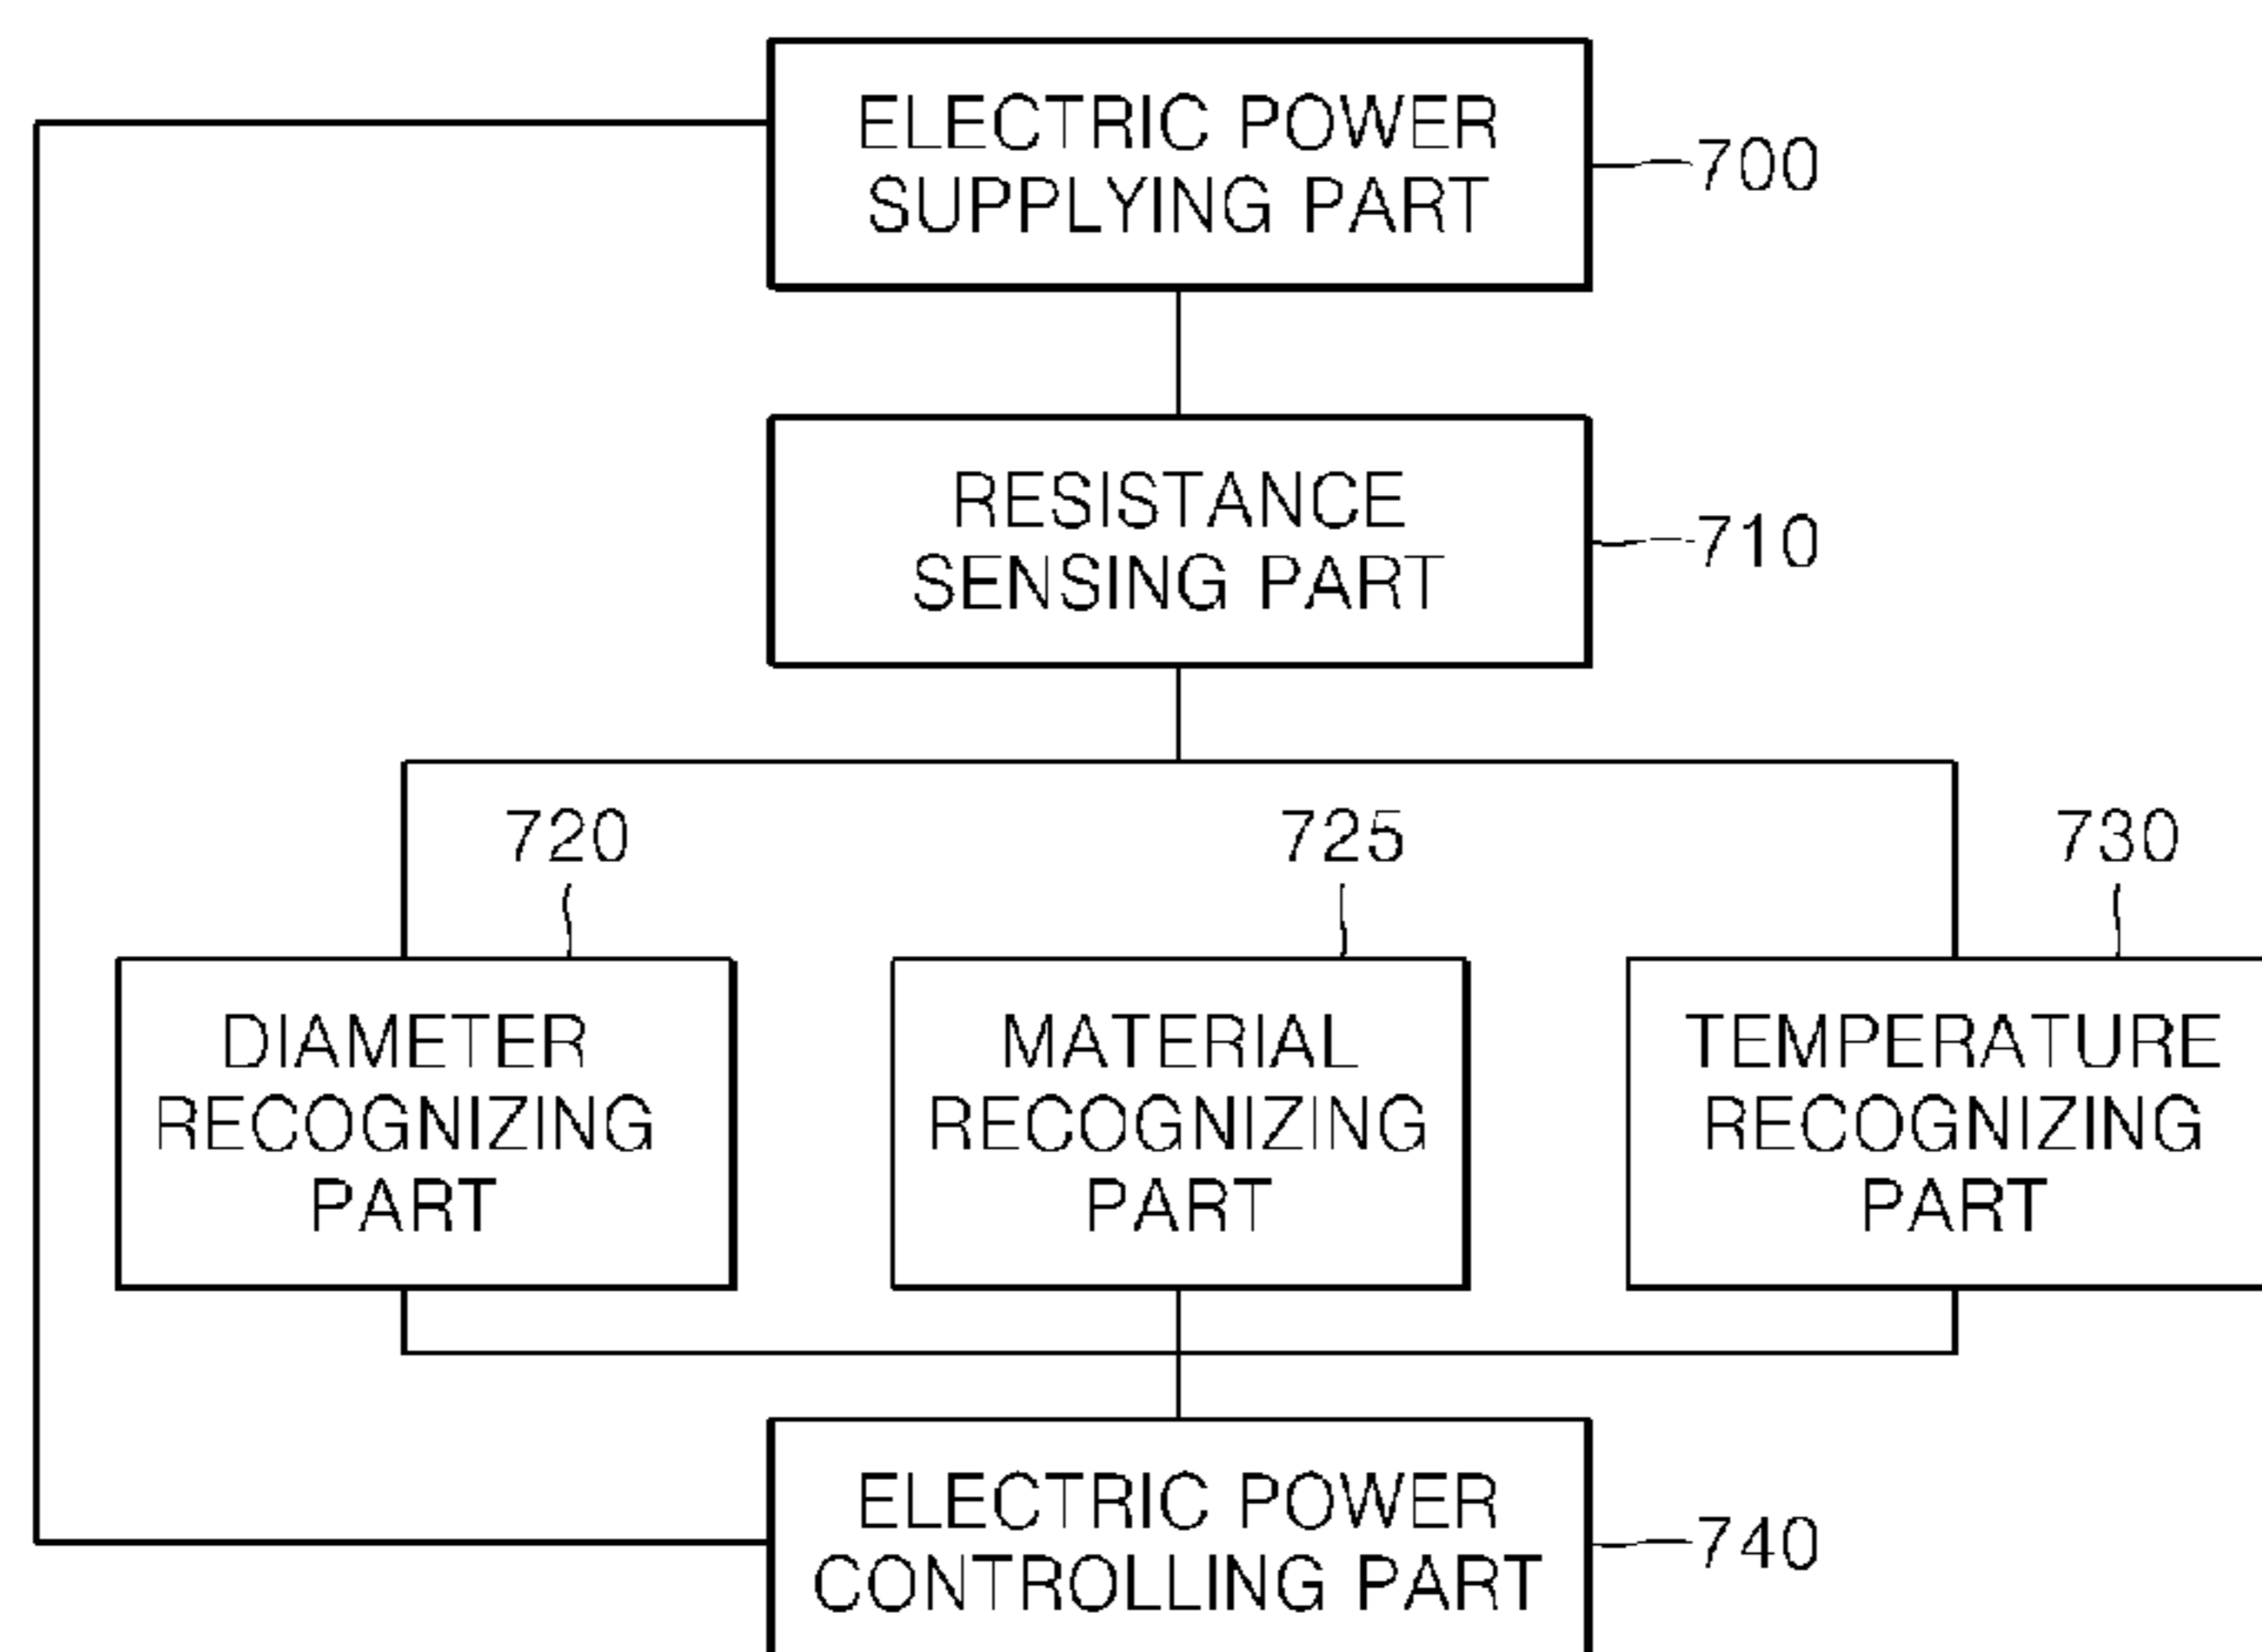 ELECTRIC POWER
SUPPLYING PART
700
RESISTANCE
SENSING PART
710
720
725
730
DIAMETER
RECOGNIZING
PART
MATERIAL
RECOGNIZING
PART
TEMPERATURE
RECOGNIZING
PART
ELECTRIC POWER
CONTROLLING PART
740